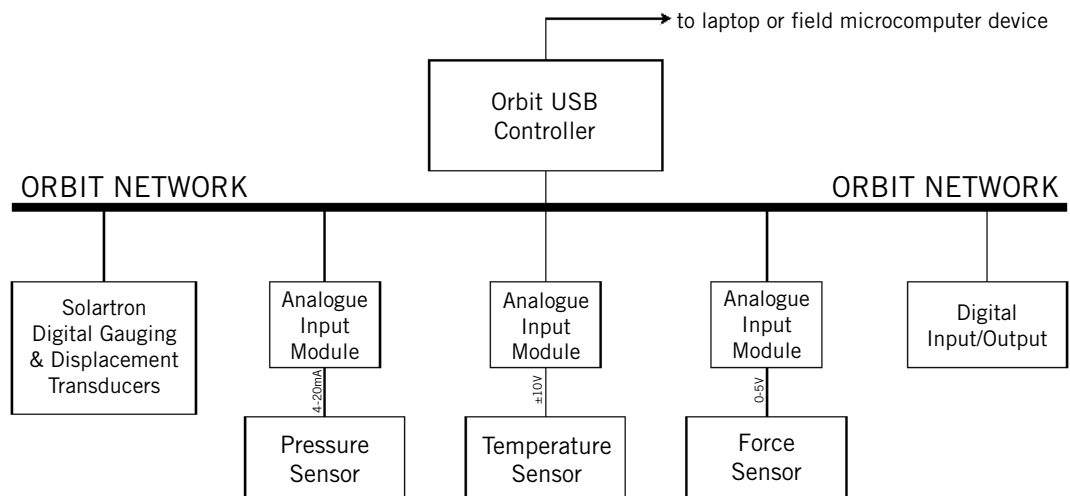 to laptop or field microcomputer device
Orbit USB
Controller
ORBIT NETWORK
ORBIT NETWORK
Solartron
Digital Gauging
& Displacement
Transducers
Analogue
Input
Module
Analogue
Input
Module
Analogue
Input
Module
Digital
Input/Output
4-20mA
±10V
0-5V
Pressure
Sensor
Temperature
Sensor
Force
Sensor